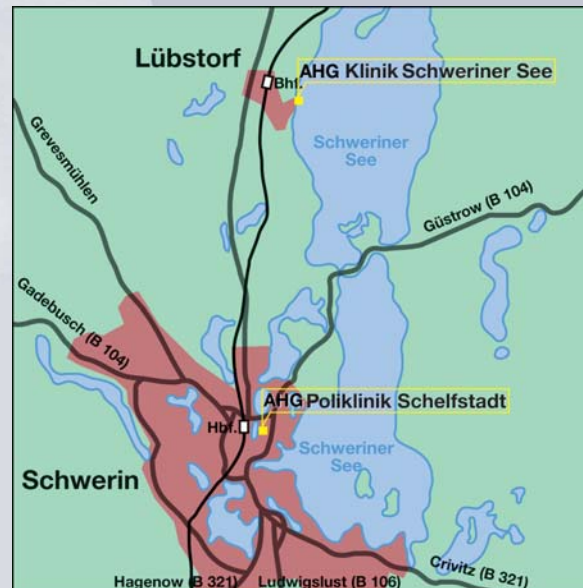 Lübstorf
AHG Klinik Schweriner See
Bhf.
Schweriner
See
Grevesmühlen
Güstrow (B 104)
Gadebusch (B 104)
AHG Poliklinik Schelfstadt
Hbf.
Schweriner
See
Schwerin
Crivitz (B 321)
Hagenow (B 321)
Ludwigslust (B 106)